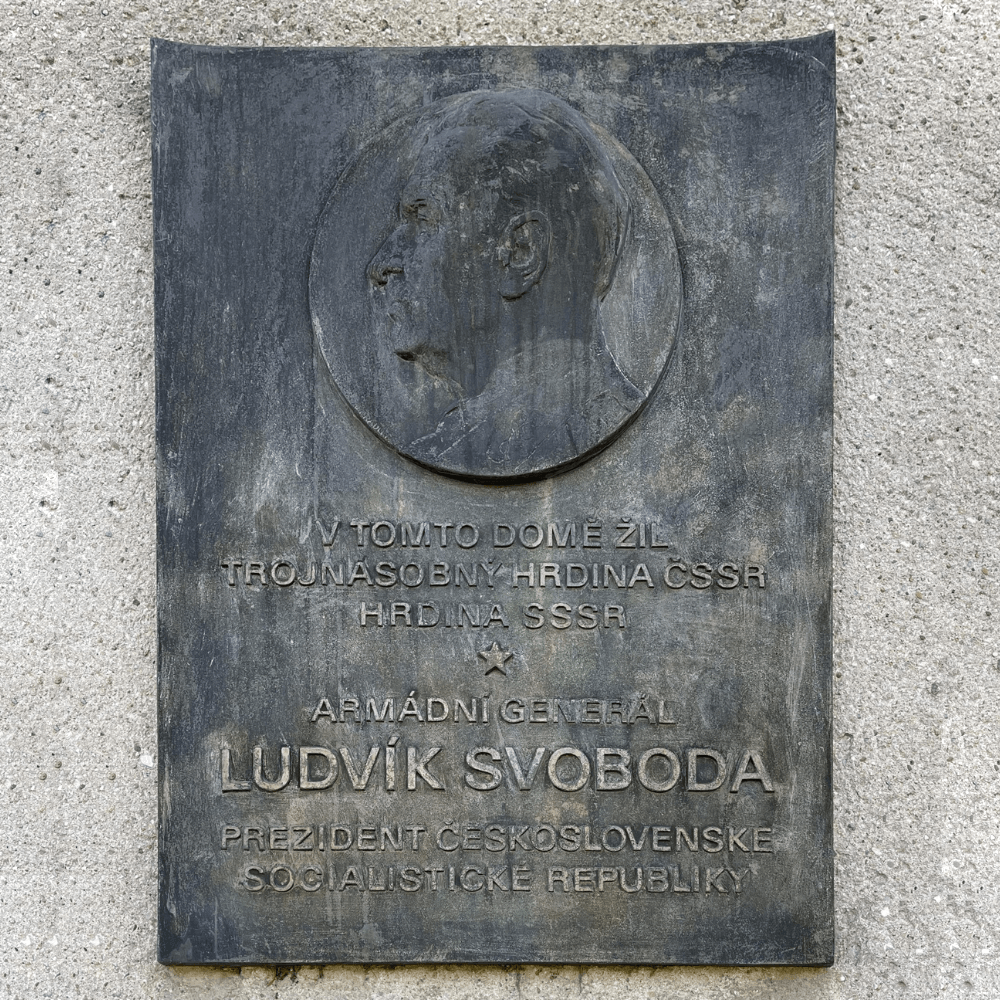 V TOMTO DOMĚ ŽIL
TROJNÁSOBNÝ HRDINA ČSSR
HRDINA SSSR
ARMÁDNÍ GENERÁL
LUDVÍK SVOBODA
PREZIDENT ČESKOSLOVENSKÉ
SOCIALISTICKÉ REPUBLIKY